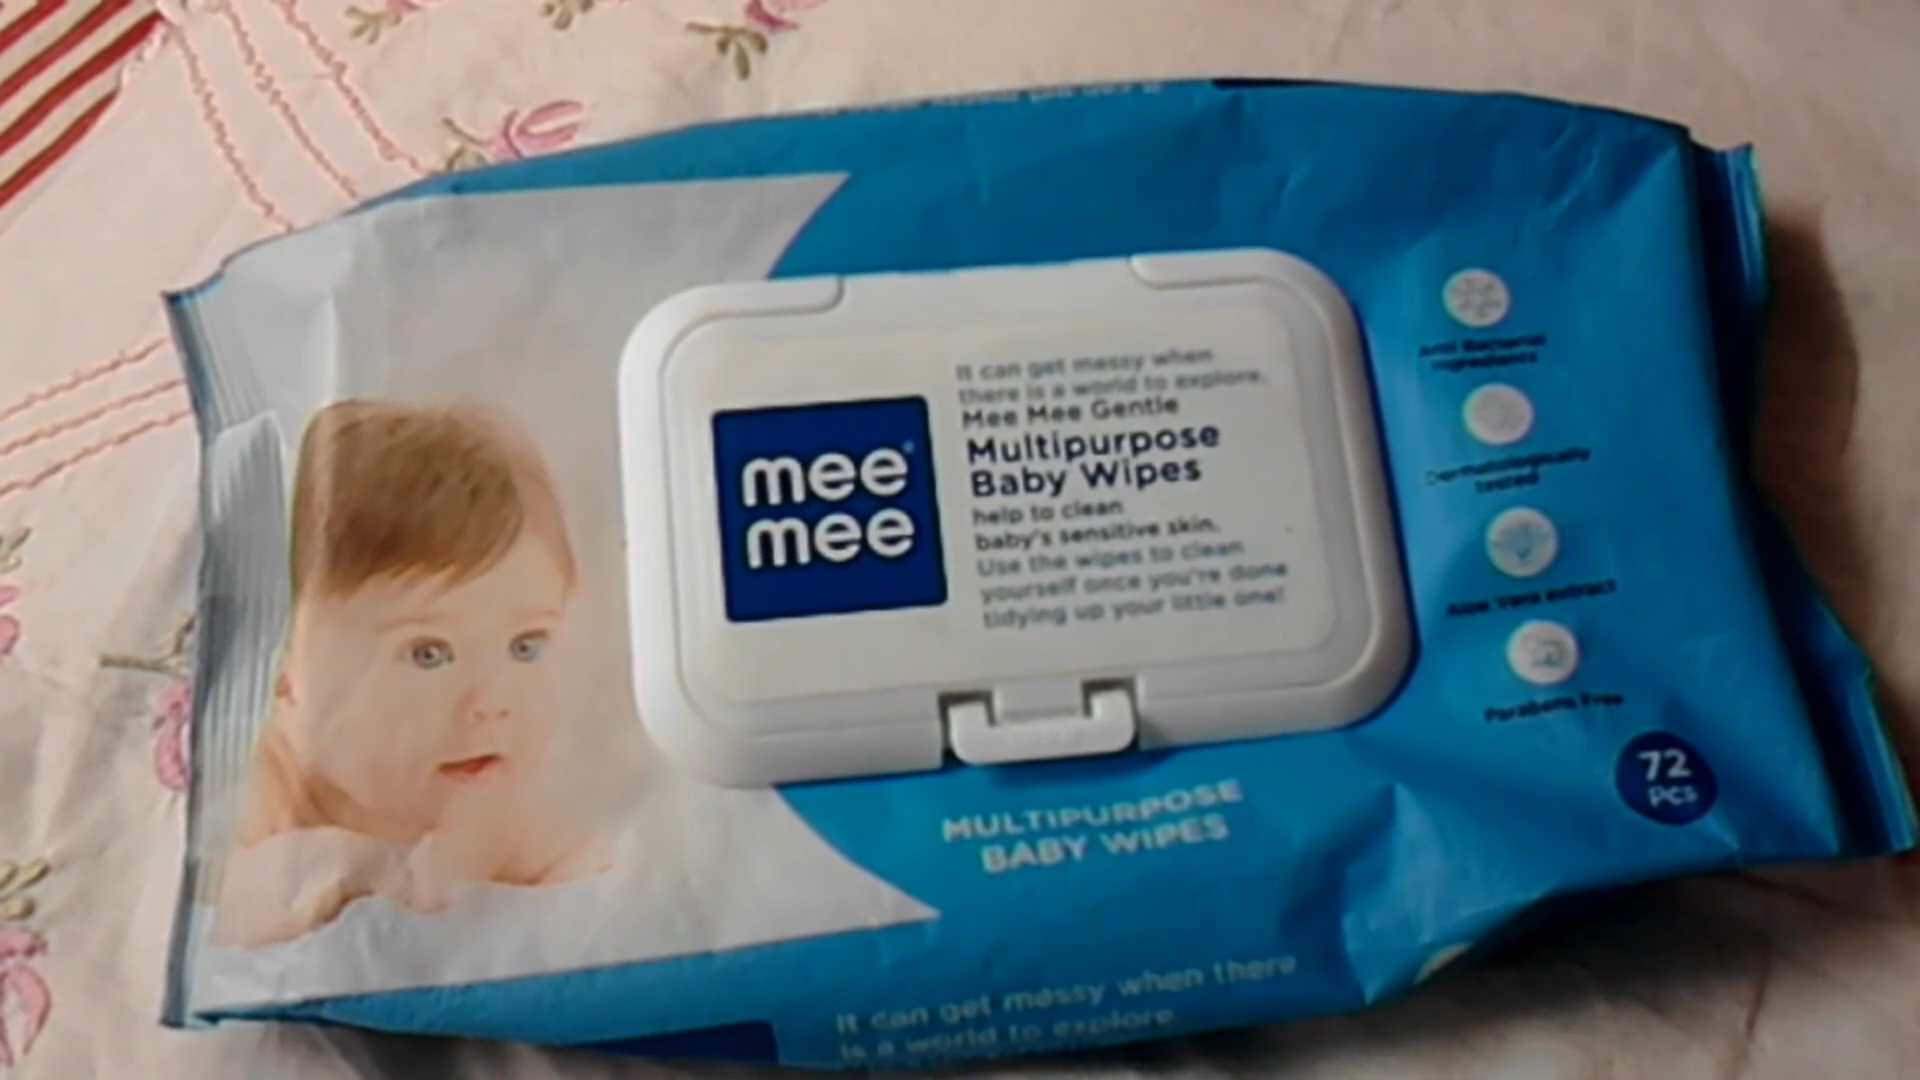 mee
mee
It can get messy when
there is a world to explore.
Mee Mee Gentle
Multipurpose
Baby Wipes
help to clean
baby's sensitive skin.
Use the wipes to clean
yourself once you're done
tidying up your little one!
Anti Bacterial
ingredients
Dermatologically
tested
Aloe Vera extract
Parabens Free
72
Pcs
MULTIPURPOSE
BABY WIPES
It can get messy when there
is a world to explore.